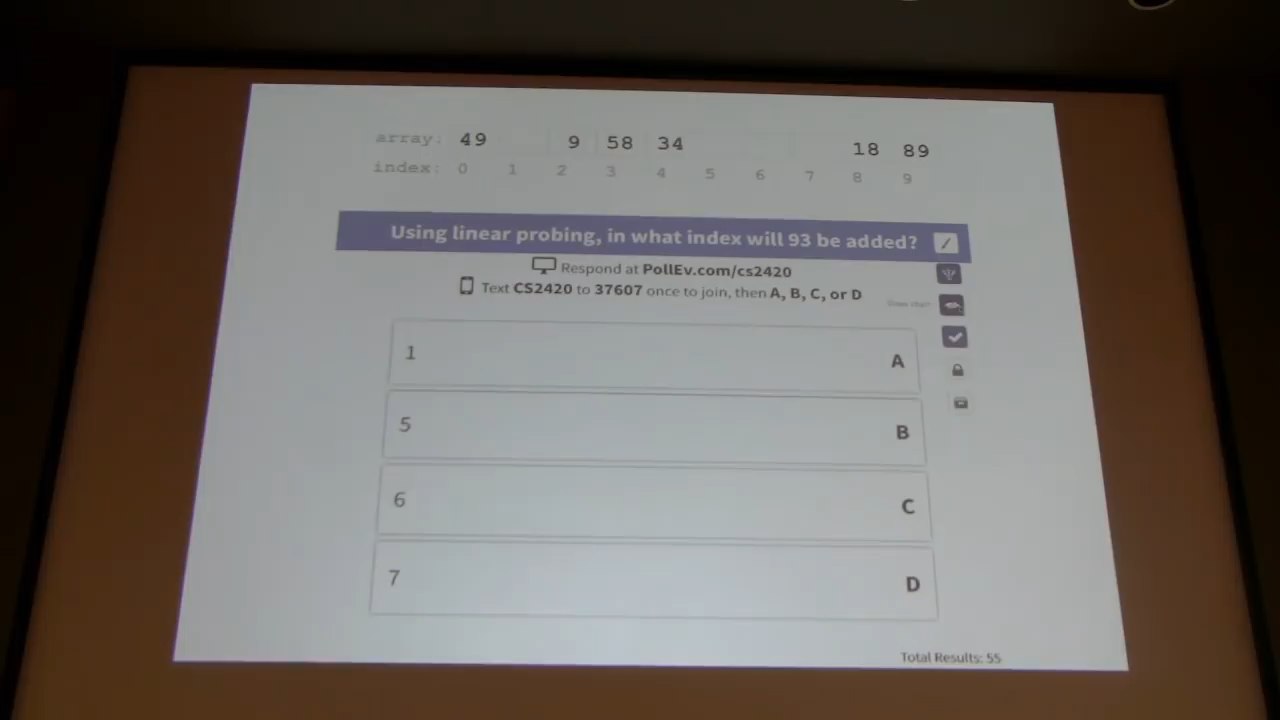 array: 49 9 58 34 18 89
index: 0 1 2 3 4 5 6 7 8 9
Using linear probing, in what index will 93 be added?
Respond at PollEv.com/cs2420
Text CS2420 to 37607 once to join, then A, B, C, or D
1 A
5 B
6 C
7 D
Total Results: 55